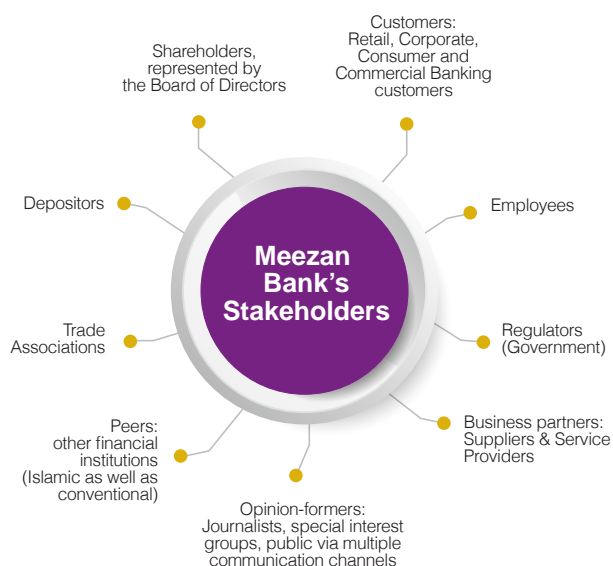 Shareholders,
represented by
the Board of Directors
Customers:
Retail, Corporate,
Consumer and
Commercial Banking
customers
Depositors
Employees
Meezan
Bank’s
Stakeholders
Trade
Associations
Regulators
(Government)
Peers:
other financial
institutions
(Islamic as well as
conventional)
Business partners:
Suppliers & Service
Providers
Opinion-formers:
Journalists, special interest
groups, public via multiple
communication channels